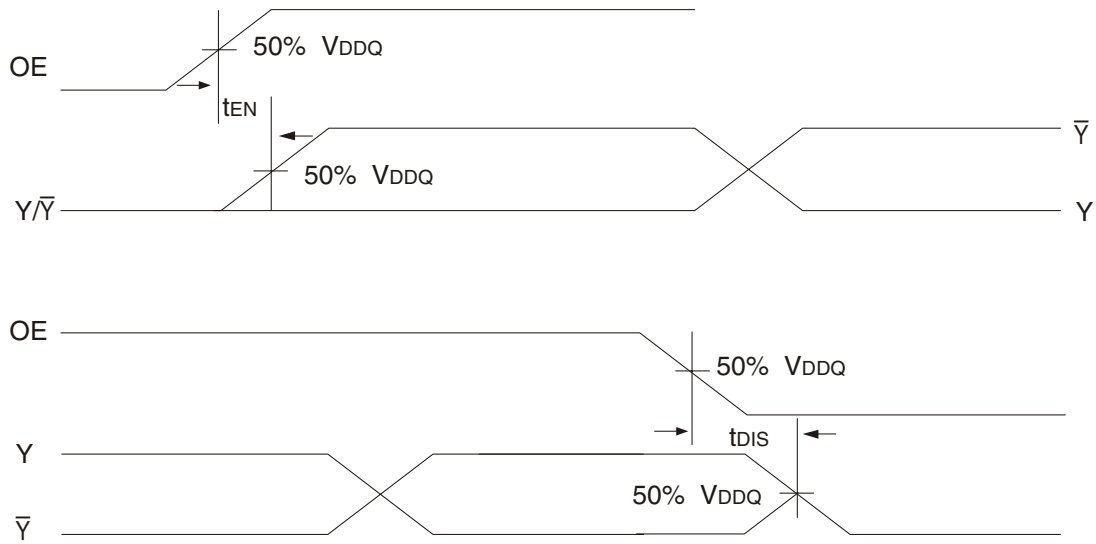 50% VDDQ
OE
tEN
Y̅
50% VDDQ
Y/Y̅
Y
OE
50% VDDQ
tDIS
Y
50% VDDQ
Y̅